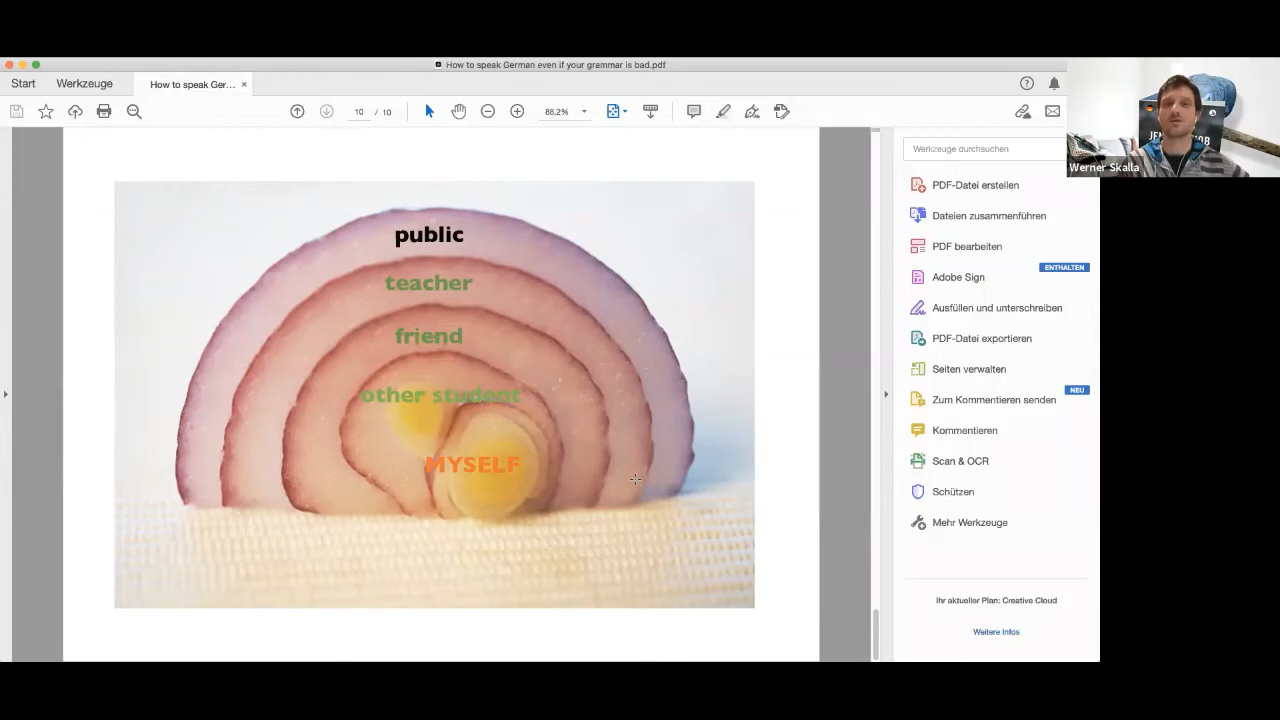 How to speak German even if your grammar is bad.pdf
Start
Werkzeuge
How to speak Ger...
10 / 10
88,2%
Werkzeuge durchsuchen
PDF-Datei erstellen
Dateien zusammenführen
PDF bearbeiten
ENTHALTEN
Adobe Sign
Ausfüllen und unterschreiben
PDF-Datei exportieren
Seiten verwalten
NEU
Zum Kommentieren senden
Kommentieren
Scan & OCR
Schützen
Mehr Werkzeuge
Ihr aktueller Plan: Creative Cloud
Weitere Infos
public
teacher
friend
other student
MYSELF
Werner Skalla